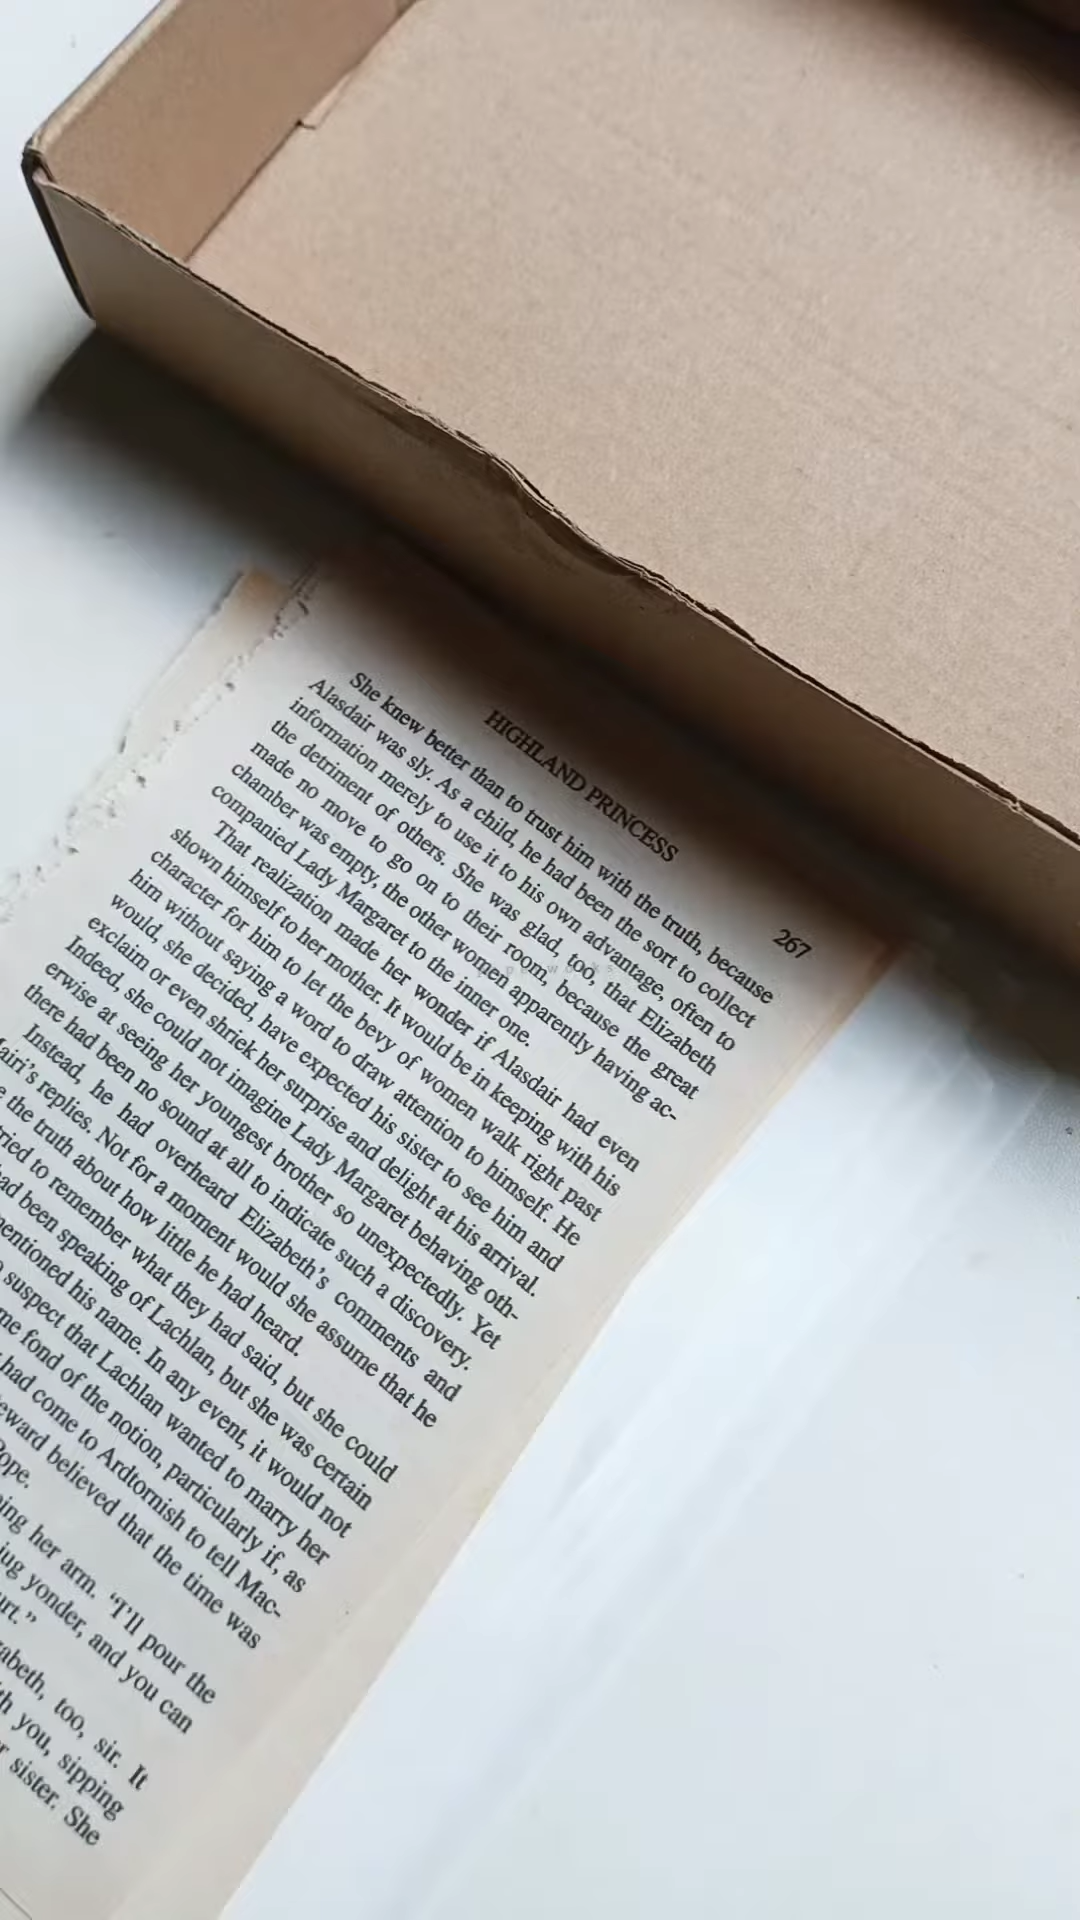 HIGHLAND PRINCESS 267
She knew better than to trust him with the truth, because
Alasdair was sly. As a child, he had been the sort to collect
information merely to use it to his own advantage, often to
the detriment of others. She was glad, too, that Elizabeth
made no move to go on to their room, because the great
chamber was empty, the other women apparently having ac-
companied Lady Margaret to the inner one.
That realization made her wonder if Alasdair had even
shown himself to her mother. It would be in keeping with his
character for him to let the bevy of women walk right past
him without saying a word to draw attention to himself. He
would, she decided, have expected his sister to see him and
exclaim or even shriek her surprise and delight at his arrival.
Indeed, she could not imagine Lady Margaret behaving oth-
erwise at seeing her youngest brother so unexpectedly. Yet
there had been no sound at all to indicate such a discovery.
Instead, he had overheard Elizabeth's comments and
Mairi's replies. Not for a moment would she assume that he
the truth about how little he had heard.
tried to remember what they had said, but she could
had been speaking of Lachlan, but she was certain
mentioned his name. In any event, it would not
suspect that Lachlan wanted to marry her
fond of the notion, particularly if, as
had come to Ardtornish to tell Mac-
believed that the time was
her arm. "I'll pour the
jug yonder, and you can
too, sir. It
you, sipping
sister. She